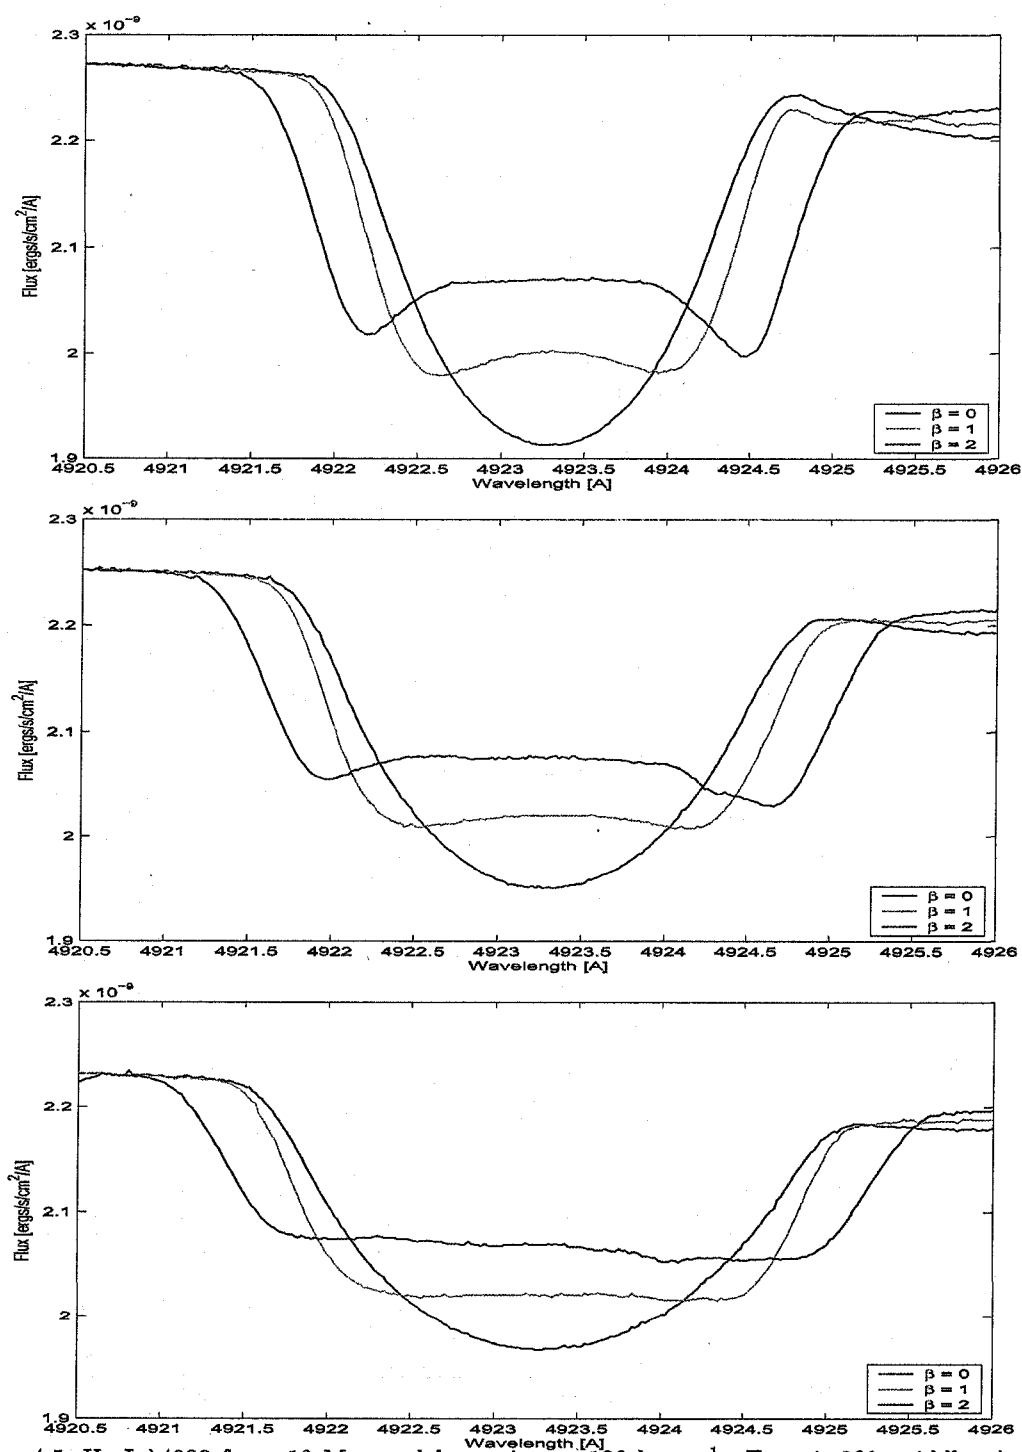 x 10⁻⁹
2.3
2.2
2.1
2
1.9
Flux [ergs/s/cm²/A]
4920.5 4921 4921.5 4922 4922.5 4923 4923.5 4924 4924.5 4925 4925.5 4926
Wavelength [A]
β = 0
β = 1
β = 2
x 10⁻⁹
2.3
2.2
2.1
2
1.9
Flux [ergs/s/cm²/A]
4920.5 4921 4921.5 4922 4922.5 4923 4923.5 4924 4924.5 4925 4925.5 4926
Wavelength [A]
β = 0
β = 1
β = 2
x 10⁻⁹
2.3
2.2
2.1
2
1.9
Flux [ergs/s/cm²/A]
4920.5 4921 4921.5 4922 4922.5 4923 4923.5 4924 4924.5 4925 4925.5 4926
Wavelength [A]
β = 0
β = 1
β = 2